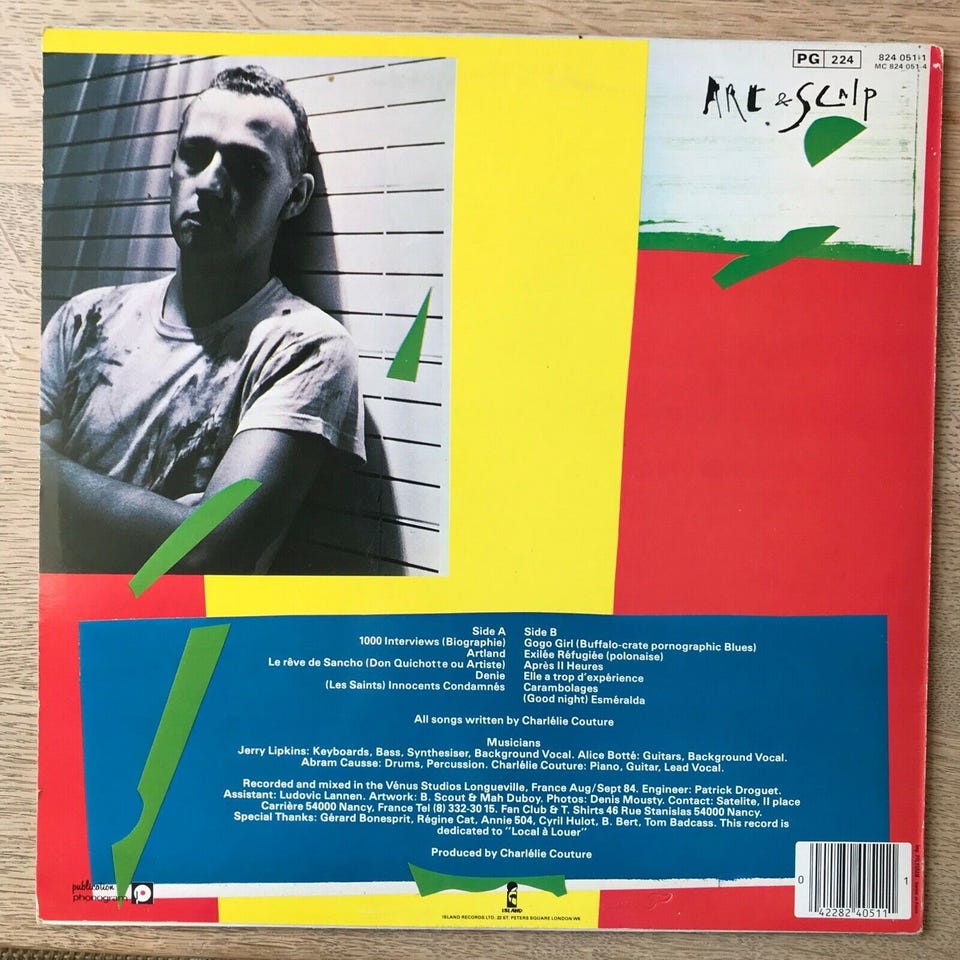 PG 224
824 051-1
MC 824 051-4
ART & SCALP
Side A
1000 Interviews (Biographie)
Artland
Le rêve de Sancho (Don Quichotte ou Artiste)
Denie
(Les Saints) Innocents Condamnés
Side B
Gogo Girl (Buffalo-crate pornographic Blues)
Exilée Réfugiée (polonaise)
Après II Heures
Elle a trop d'expérience
Carambolages
(Good night) Esméralda
All songs written by Charlélie Couture
Musicians
Jerry Lipkins: Keyboards, Bass, Synthesiser, Background Vocal. Alice Botté: Guitars, Background Vocal.
Abram Causse: Drums, Percussion. Charlélie Couture: Piano, Guitar, Lead Vocal.
Recorded and mixed in the Vénus Studios Longueville, France Aug/Sept 84. Engineer: Patrick Droguet.
Assistant: Ludovic Lannen. Artwork: B. Scout & Mah Duboy. Photos: Denis Mousty. Contact: Satelite, II place
Carrière 54000 Nancy, France Tel (8) 332-30 15. Fan Club & T. Shirts 46 Rue Stanislas 54000 Nancy.
Special Thanks: Gérard Bonesprit, Régine Cat, Annie 504, Cyril Hulot, B. Bert, Tom Badcass. This record is
dedicated to "Local à Louer"
Produced by Charlélie Couture
publication
phonogram
ISLAND
ISLAND RECORDS LTD. 22 ST. PETERS SQUARE LONDON W6
0 42282 40511 1